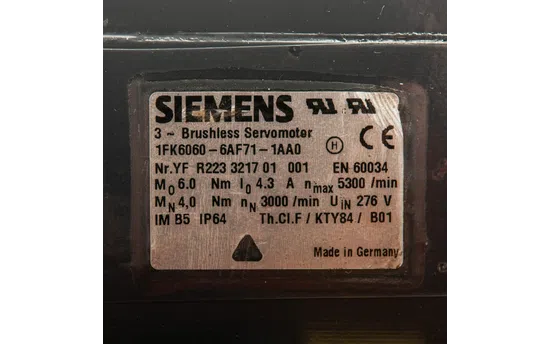 SIEMENS
3 ~ Brushless Servomotor
1FK6060-6AF71-1AA0 H CE
Nr.YF R223 3217 01 001 EN 60034
M0 6.0 Nm I0 4.3 A nmax 5300 /min
MN 4,0 Nm nN 3000 /min UiN 276 V
IM B5 IP64 Th.Cl.F / KTY84 / B01
Made in Germany